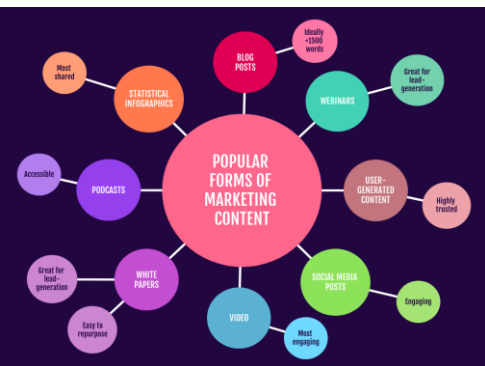 POPULAR
FORMS OF
MARKETING
CONTENT
BLOG
POSTS
Ideally
+1500
words
WEBINARS
Great for
lead-
generation
USER-
GENERATED
CONTENT
Highly
trusted
SOCIAL MEDIA
POSTS
Engaging
VIDEO
Most
engaging
WHITE
PAPERS
Great for
lead-
generation
Easy to
repurpose
PODCASTS
Accessible
STATISTICAL
INFOGRAPHICS
Most
shared